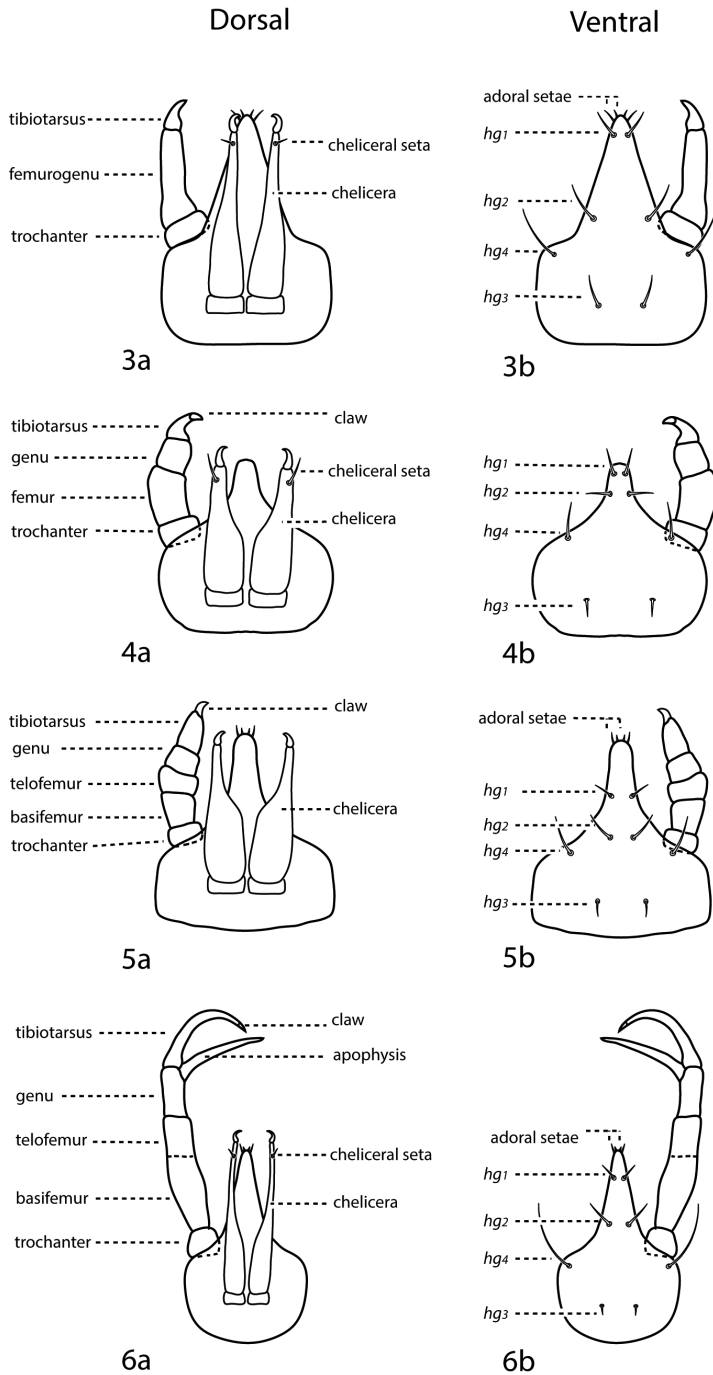 Dorsal
Ventral
tibiotarsus
femurogenu
trochanter
cheliceral seta
chelicera
3a
adoral setae
hg1
hg2
hg4
hg3
3b
tibiotarsus
genu
femur
trochanter
claw
cheliceral seta
chelicera
4a
hg1
hg2
hg4
hg3
4b
tibiotarsus
genu
telofemur
basifemur
trochanter
claw
chelicera
5a
adoral setae
hg1
hg2
hg4
hg3
5b
tibiotarsus
genu
telofemur
basifemur
trochanter
claw
apophysis
cheliceral seta
chelicera
6a
adoral setae
hg1
hg2
hg4
hg3
6b